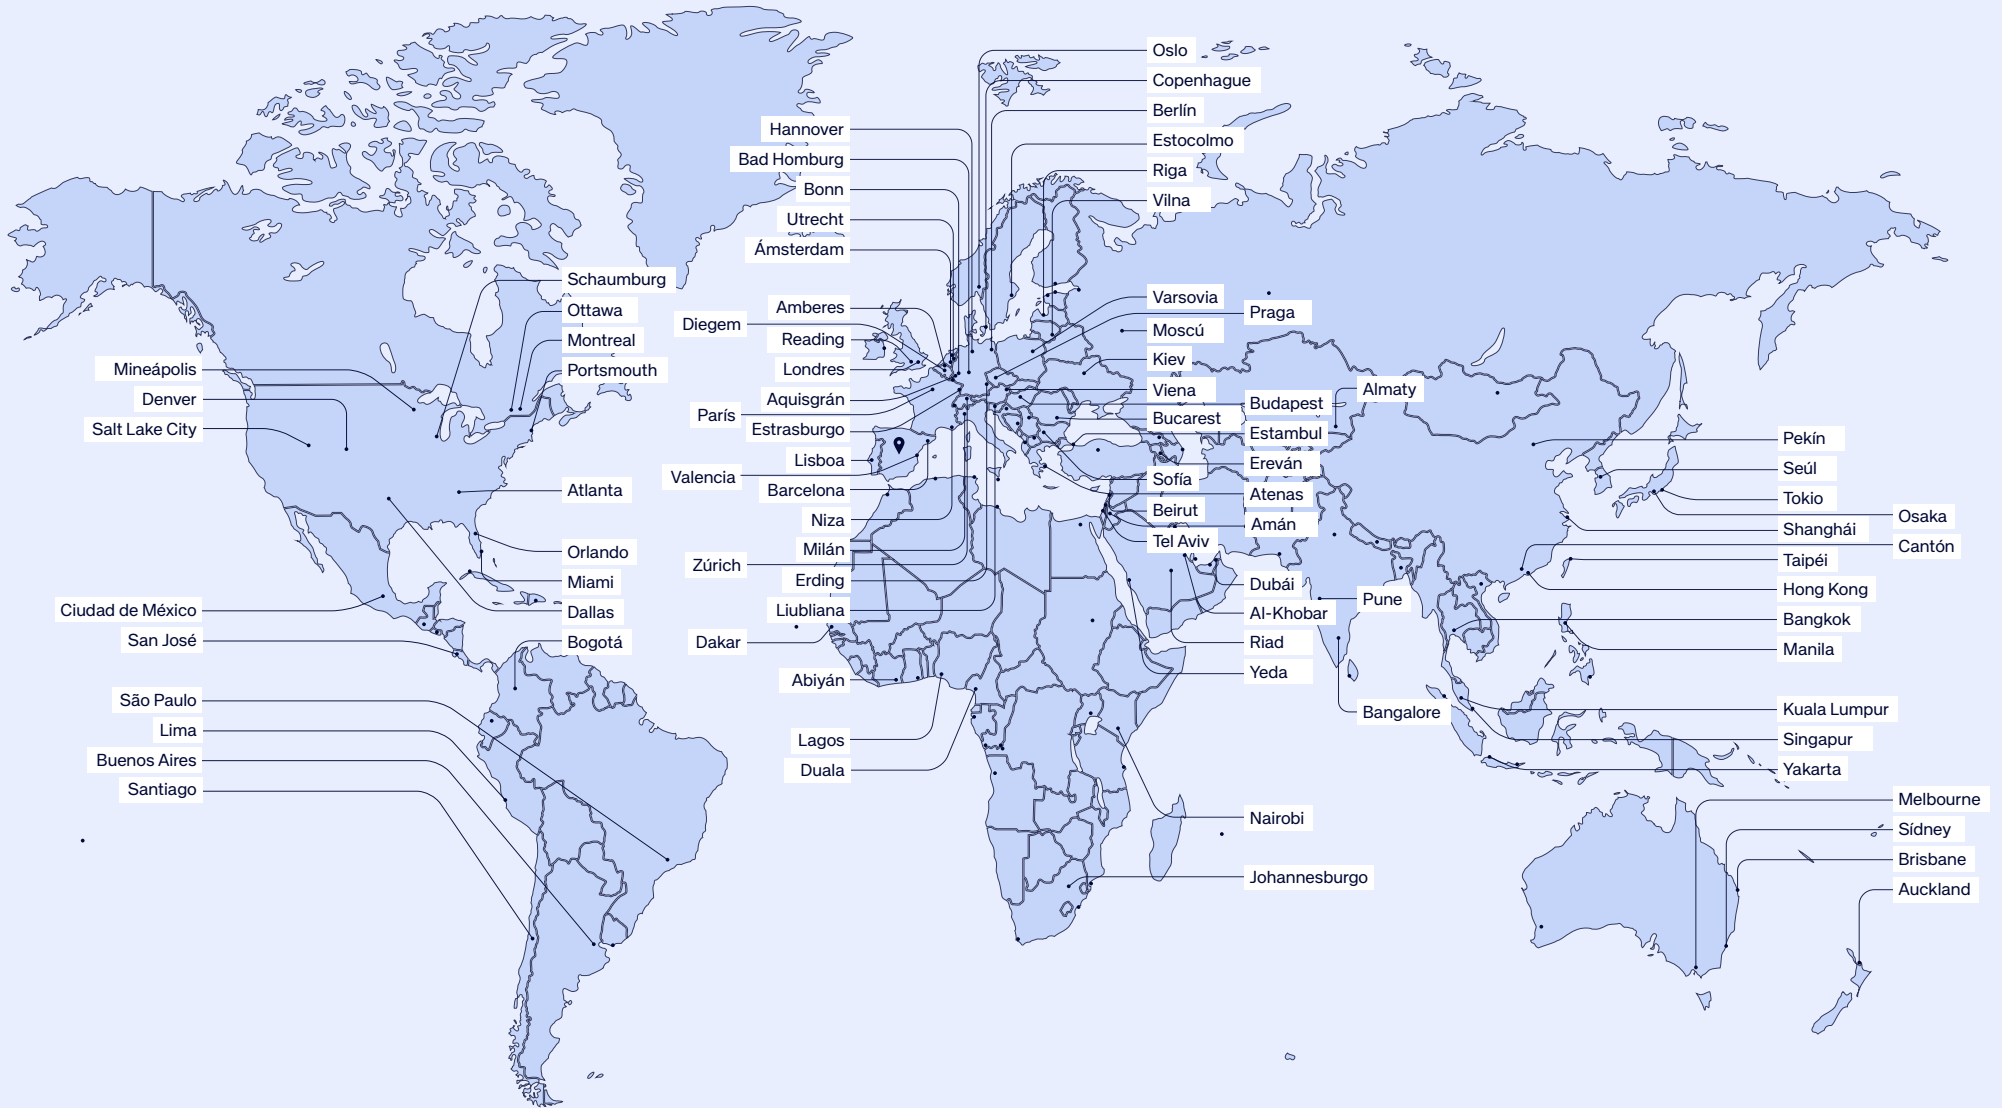 Oslo
Copenhague
Berlín
Estocolmo
Riga
Vilna
Hannover
Bad Homburg
Bonn
Utrecht
Ámsterdam
Amberes
Diegem
Reading
Londres
Aquisgrán
París
Estrasburgo
Lisboa
Valencia
Barcelona
Niza
Milán
Zúrich
Erding
Liubliana
Dakar
Abiyán
Lagos
Duala
Schaumburg
Ottawa
Montreal
Portsmouth
Mineápolis
Denver
Salt Lake City
Atlanta
Orlando
Miami
Dallas
Bogotá
Ciudad de México
San José
São Paulo
Lima
Buenos Aires
Santiago
Varsovia
Praga
Moscú
Kiev
Viena
Budapest
Bucarest
Estambul
Ereván
Sofía
Atenas
Beirut
Amán
Tel Aviv
Dubái
Al-Khobar
Riad
Yeda
Nairobi
Johannesburgo
Almaty
Pune
Bangalore
Pekín
Seúl
Tokio
Osaka
Shanghái
Cantón
Taipéi
Hong Kong
Bangkok
Manila
Kuala Lumpur
Singapur
Yakarta
Melbourne
Sídney
Brisbane
Auckland